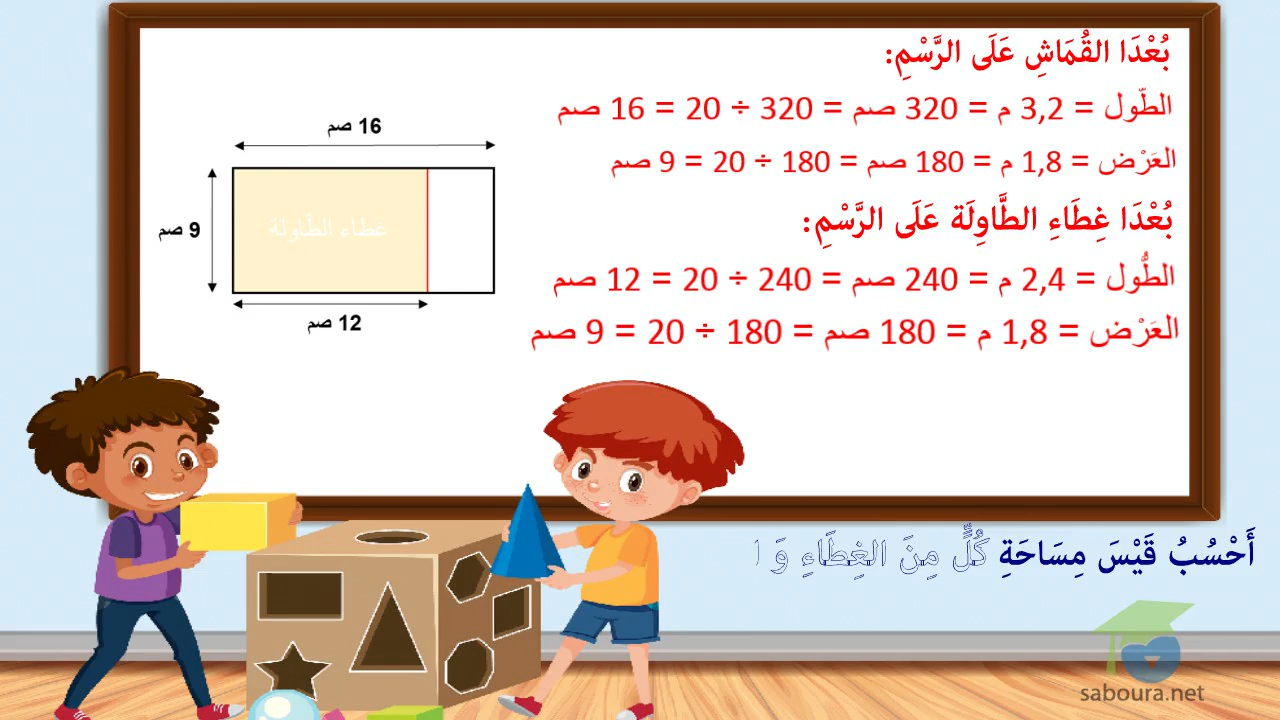 بُعْدَا القُمَاشِ عَلَى الرَّسْمِ:
الطّول = 3,2 م = 320 صم = 320 ÷ 20 = 16 صم
العَرْض = 1,8 م = 180 صم = 180 ÷ 20 = 9 صم
بُعْدَا غِطَاءِ الطَّاوِلَة عَلَى الرَّسْمِ:
الطُّول = 2,4 م = 240 صم = 240 ÷ 20 = 12 صم
العَرْض = 1,8 م = 180 صم = 180 ÷ 20 = 9 صم
16 صم
9 صم
غطاء الطّاولة
12 صم
أَحْسُبُ قَيْسَ مِسَاحَةِ كُلٍّ مِنَ الغِطَاءِ وَ ا
saboura.net